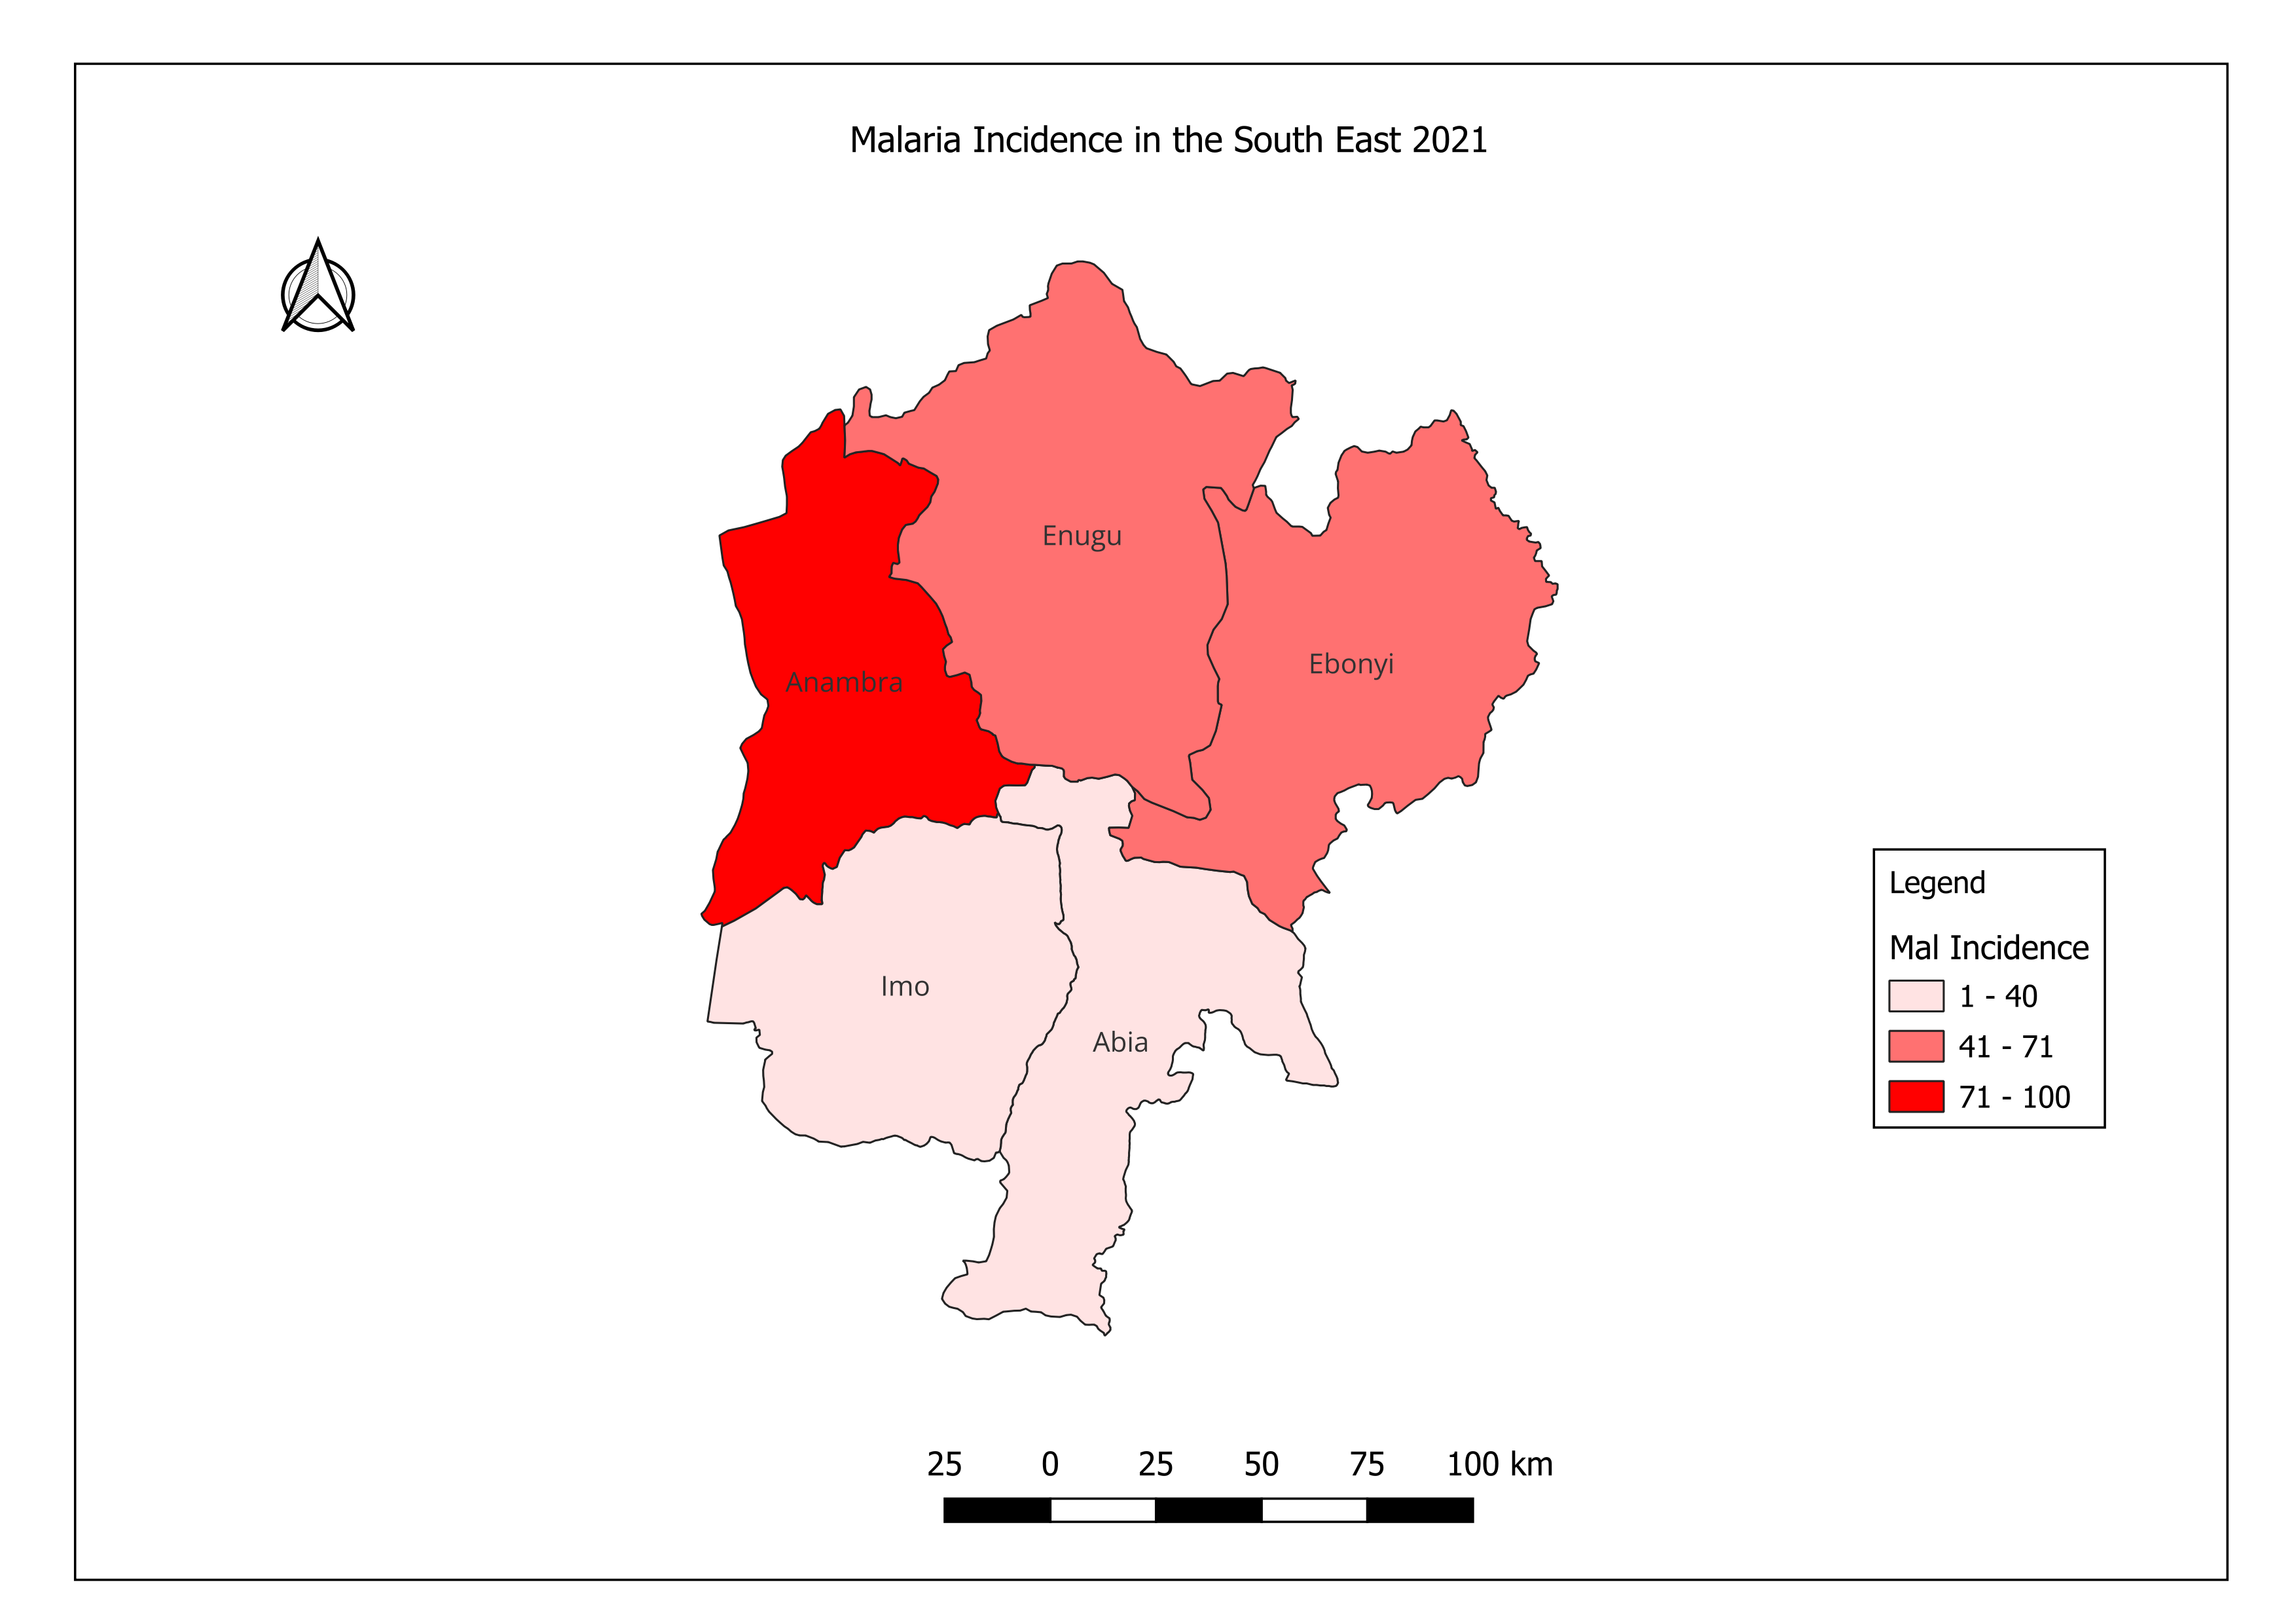 Malaria Incidence in the South East 2021
Enugu
Ebonyi
Anambra
Imo
Abia
Legend
Mal Incidence
1 - 40
41 - 71
71 - 100
25 0 25 50 75 100 km